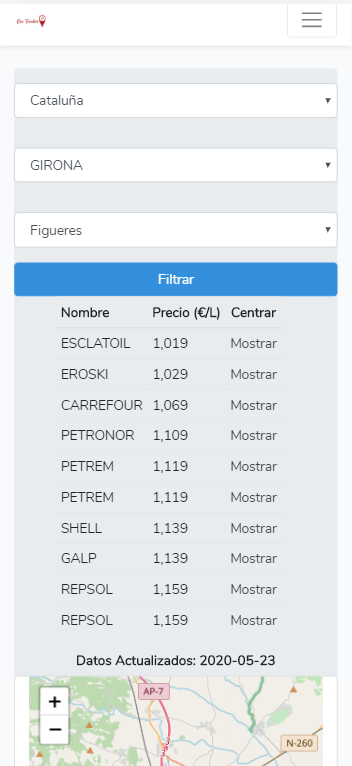 Gas Finder
Cataluña
GIRONA
Figueres
Filtrar
Nombre Precio (€/L) Centrar
ESCLATOIL 1,019 Mostrar
EROSKI 1,029 Mostrar
CARREFOUR 1,069 Mostrar
PETRONOR 1,109 Mostrar
PETREM 1,119 Mostrar
PETREM 1,119 Mostrar
SHELL 1,139 Mostrar
GALP 1,139 Mostrar
REPSOL 1,159 Mostrar
REPSOL 1,159 Mostrar
Datos Actualizados: 2020-05-23
+
AP-7
−
N-260